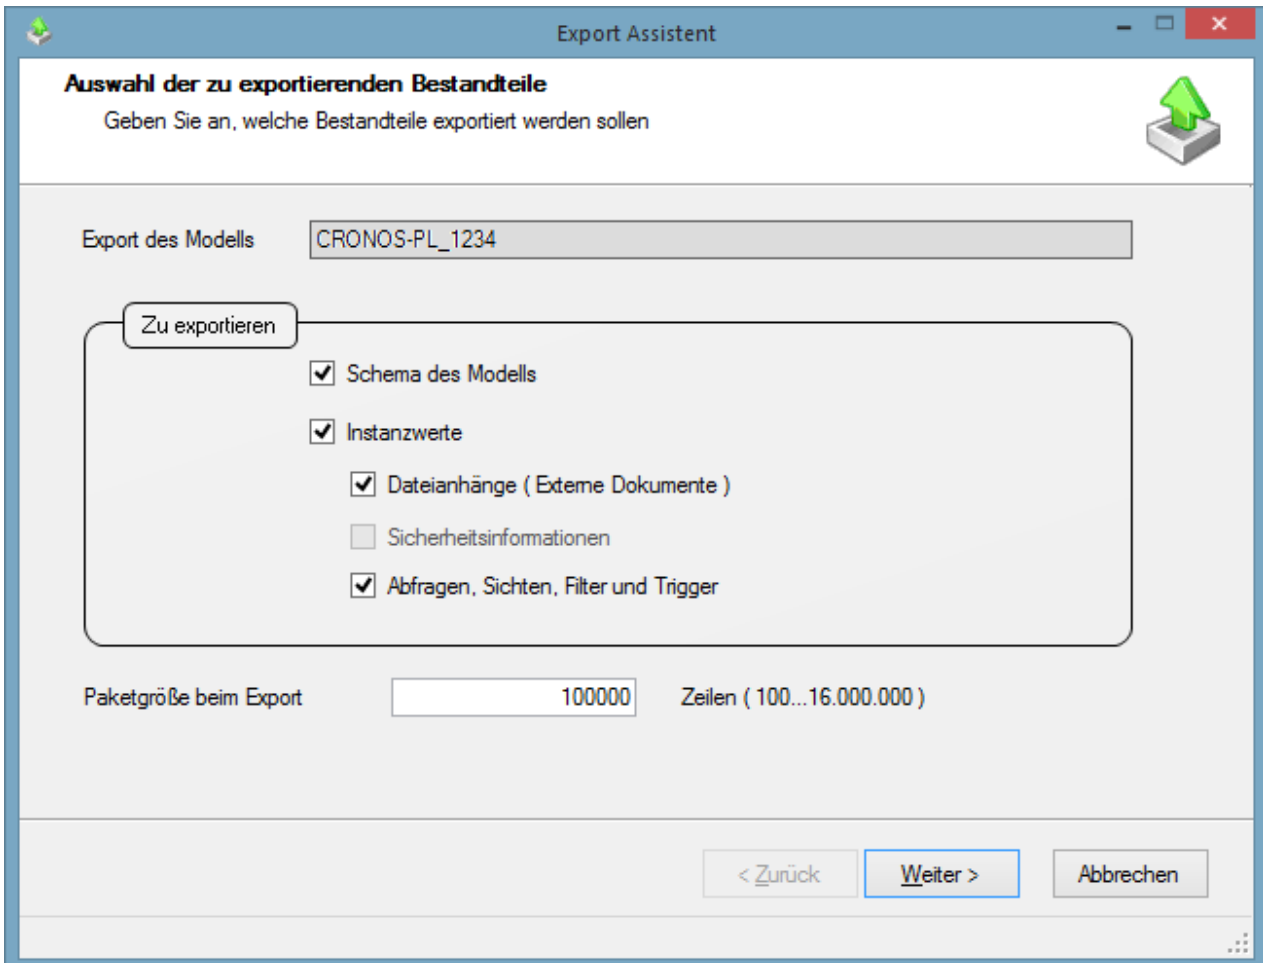 Export Assistent
Auswahl der zu exportierenden Bestandteile
Geben Sie an, welche Bestandteile exportiert werden sollen
Export des Modells CRONOS-PL_1234
Zu exportieren
Schema des Modells
Instanzwerte
Dateianhänge ( Externe Dokumente )
Sicherheitsinformationen
Abfragen, Sichten, Filter und Trigger
Paketgröße beim Export 100000 Zeilen ( 100...16.000.000 )
< Zurück Weiter > Abbrechen